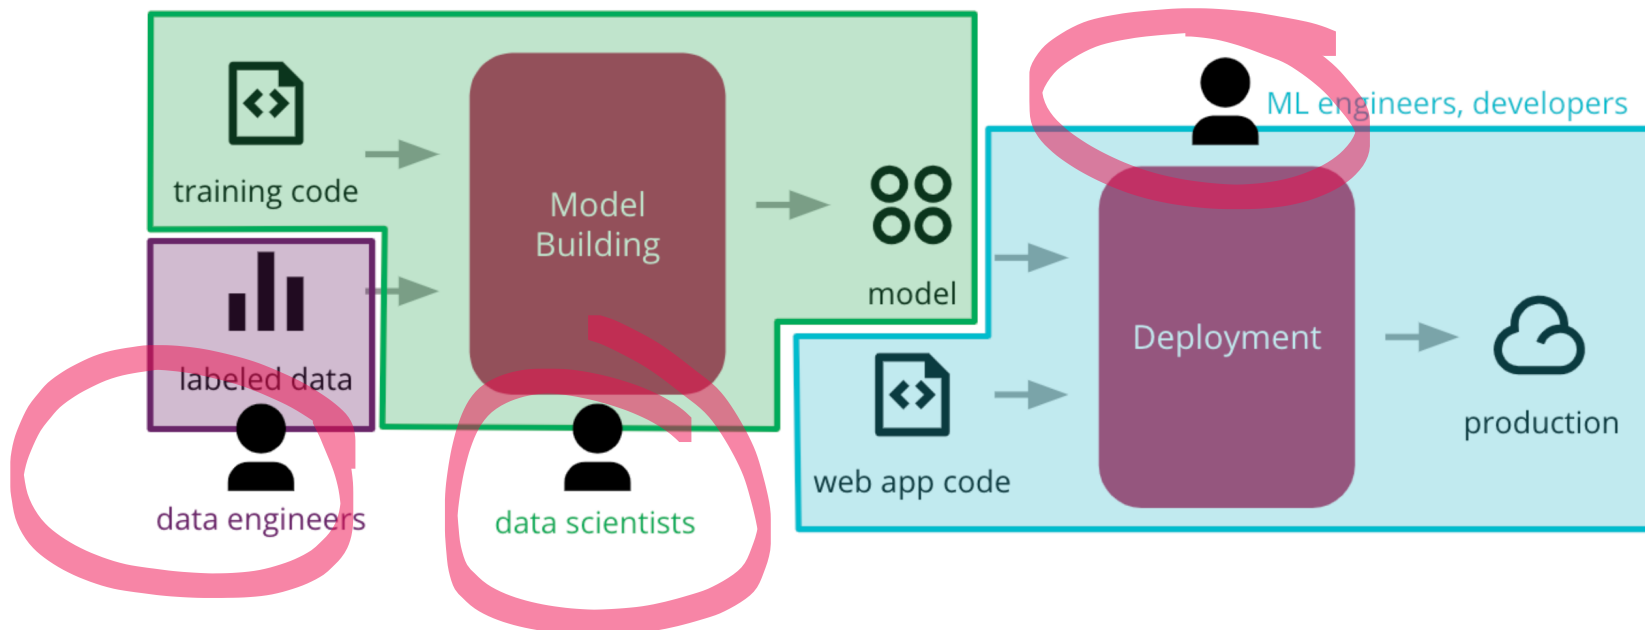 training code
Model
Building
model
labeled data
data engineers
data scientists
ML engineers, developers
Deployment
web app code
production